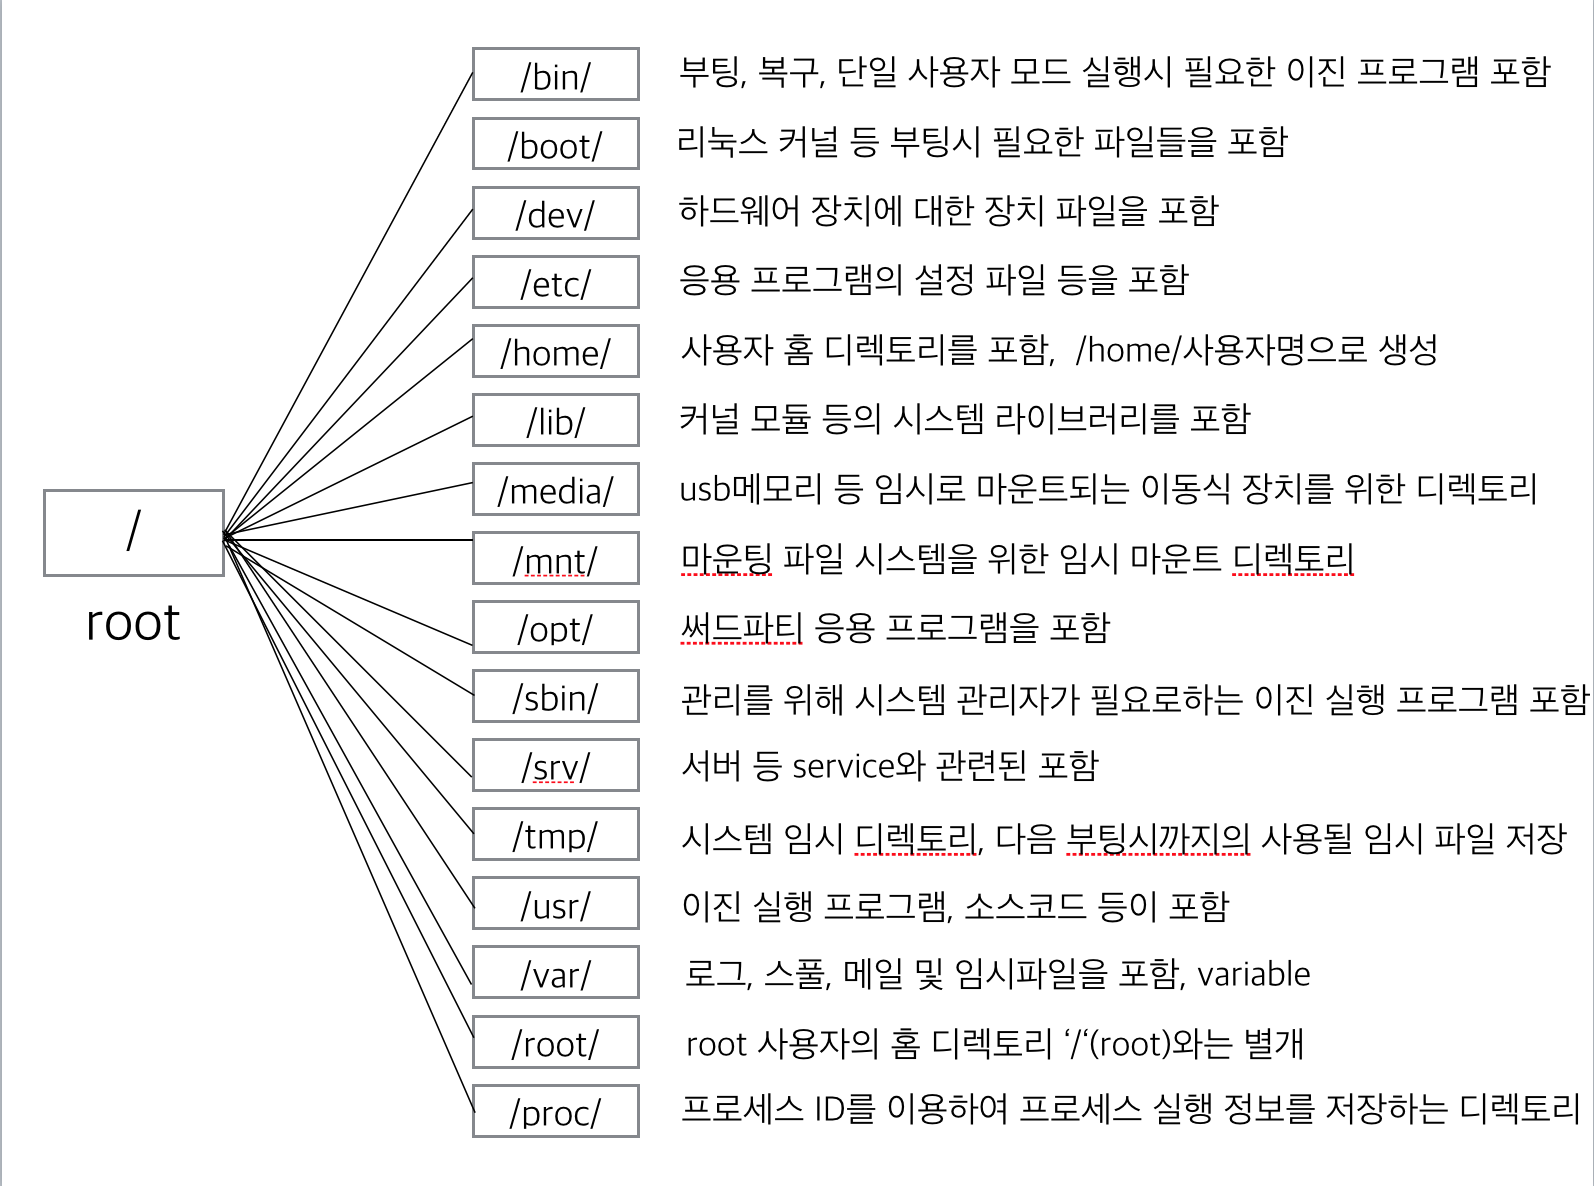 /bin/ 부팅, 복구, 단일 사용자 모드 실행시 필요한 이진 프로그램 포함
/boot/ 리눅스 커널 등 부팅시 필요한 파일들을 포함
/dev/ 하드웨어 장치에 대한 장치 파일을 포함
/etc/ 응용 프로그램의 설정 파일 등을 포함
/home/ 사용자 홈 디렉토리를 포함, /home/사용자명으로 생성
/lib/ 커널 모듈 등의 시스템 라이브러리를 포함
/media/ usb메모리 등 임시로 마운트되는 이동식 장치를 위한 디렉토리
/
root
/mnt/ 마운팅 파일 시스템을 위한 임시 마운트 디렉토리
/opt/ 써드파티 응용 프로그램을 포함
/sbin/ 관리를 위해 시스템 관리자가 필요로하는 이진 실행 프로그램 포함
/srv/ 서버 등 service와 관련된 포함
/tmp/ 시스템 임시 디렉토리, 다음 부팅시까지의 사용될 임시 파일 저장
/usr/ 이진 실행 프로그램, 소스코드 등이 포함
/var/ 로그, 스풀, 메일 및 임시파일을 포함, variable
/root/ root 사용자의 홈 디렉토리 ‘/‘(root)와는 별개
/proc/ 프로세스 ID를 이용하여 프로세스 실행 정보를 저장하는 디렉토리